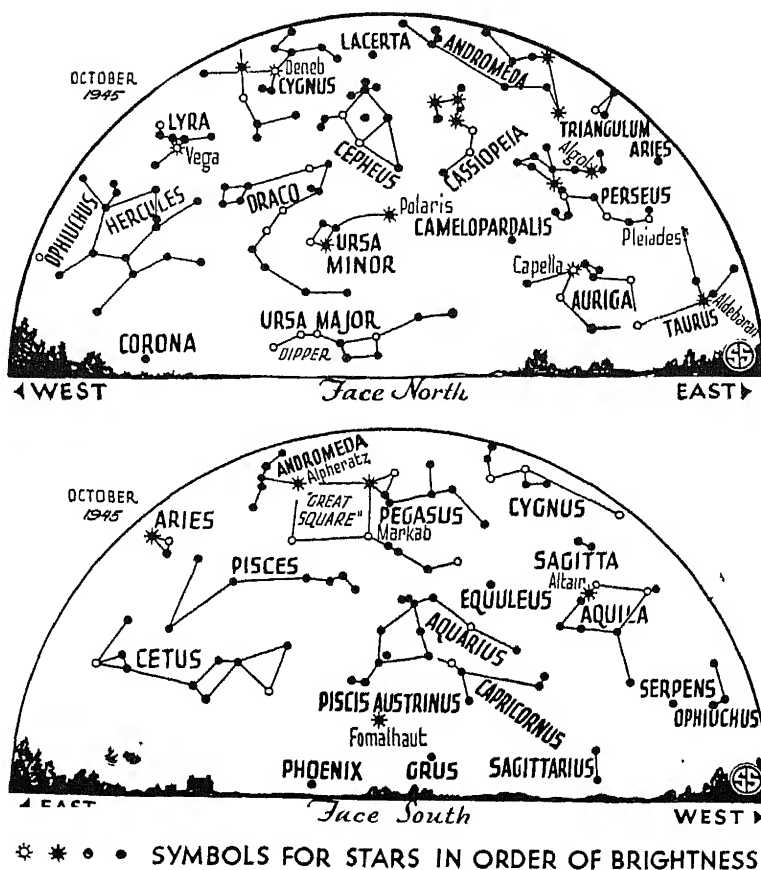 LACERTA
ANDROMEDA
OCTOBER
1945
Deneb
CYGNUS
LYRA
Vega
CEPHEUS
CASSIOPEIA
TRIANGULUM
ARIES
Algol
PERSEUS
HERCULES
OPHIUCHUS
DRACO
Polaris
CAMELOPARDALIS
URSA
MINOR
Pleiades
Capella
AURIGA
TAURUS
Aldebaran
URSA MAJOR
DIPPER
CORONA
SS
WEST
Face North
EAST
ANDROMEDA
Alpheratz
OCTOBER
1945
ARIES
"GREAT
SQUARE"
PEGASUS
Markab
CYGNUS
PISCES
SAGITTA
Altair
EQUULEUS
AQUILA
AQUARIUS
CETUS
PISCIS AUSTRINUS
CAPRICORNUS
SERPENS
OPHIUCHUS
Fomalhaut
PHOENIX
GRUS
SAGITTARIUS
SS
EAST
Face South
WEST
SYMBOLS FOR STARS IN ORDER OF BRIGHTNESS